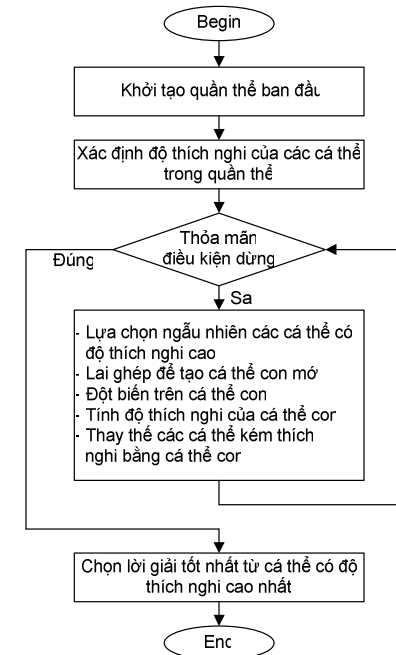 Begin
Khởi tạo quần thể ban đầu
Xác định độ thích nghi của các cá thể
trong quần thể
Thỏa mãn
điều kiện dừng
Đúng
Sa
- Lựa chọn ngẫu nhiên các cá thể có
độ thích nghi cao
- Lai ghép để tạo cá thể con mớ
- Đột biến trên cá thể con
- Tính độ thích nghi của cá thể con
- Thay thế các cá thể kém thích
nghi bằng cá thể con
Chọn lời giải tốt nhất từ cá thể có độ
thích nghi cao nhất
End